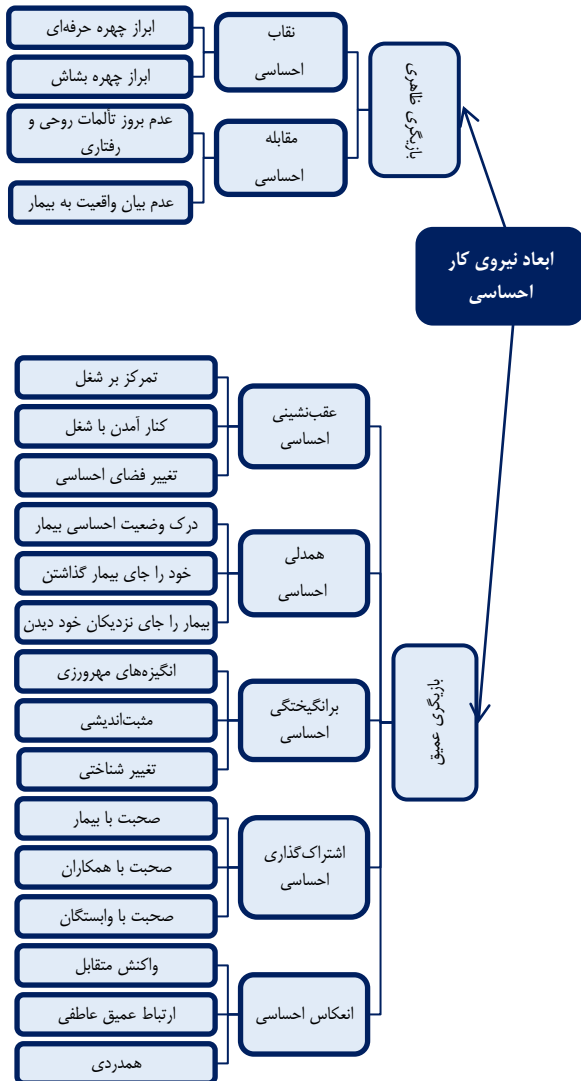 ابعاد نیروی کار
احساسی
بازیگری ظاهری
نقاب
احساسی
ابراز چهره حرفه‌ای
ابراز چهره بشاش
مقابله
احساسی
عدم بروز تألمات روحی و
رفتاری
عدم بیان واقعیت به بیمار
بازیگری عمیق
عقب‌نشینی
احساسی
تمرکز بر شغل
کنار آمدن با شغل
تغییر فضای احساسی
همدلی
احساسی
درک وضعیت احساسی بیمار
خود را جای بیمار گذاشتن
بیمار را جای نزدیکان خود دیدن
برانگیختگی
احساسی
انگیزه‌های مهرورزی
مثبت‌اندیشی
تغییر شناختی
اشتراک‌گذاری
احساسی
صحبت با بیمار
صحبت با همکاران
صحبت با وابستگان
انعکاس احساسی
واکنش متقابل
ارتباط عمیق عاطفی
همدردی